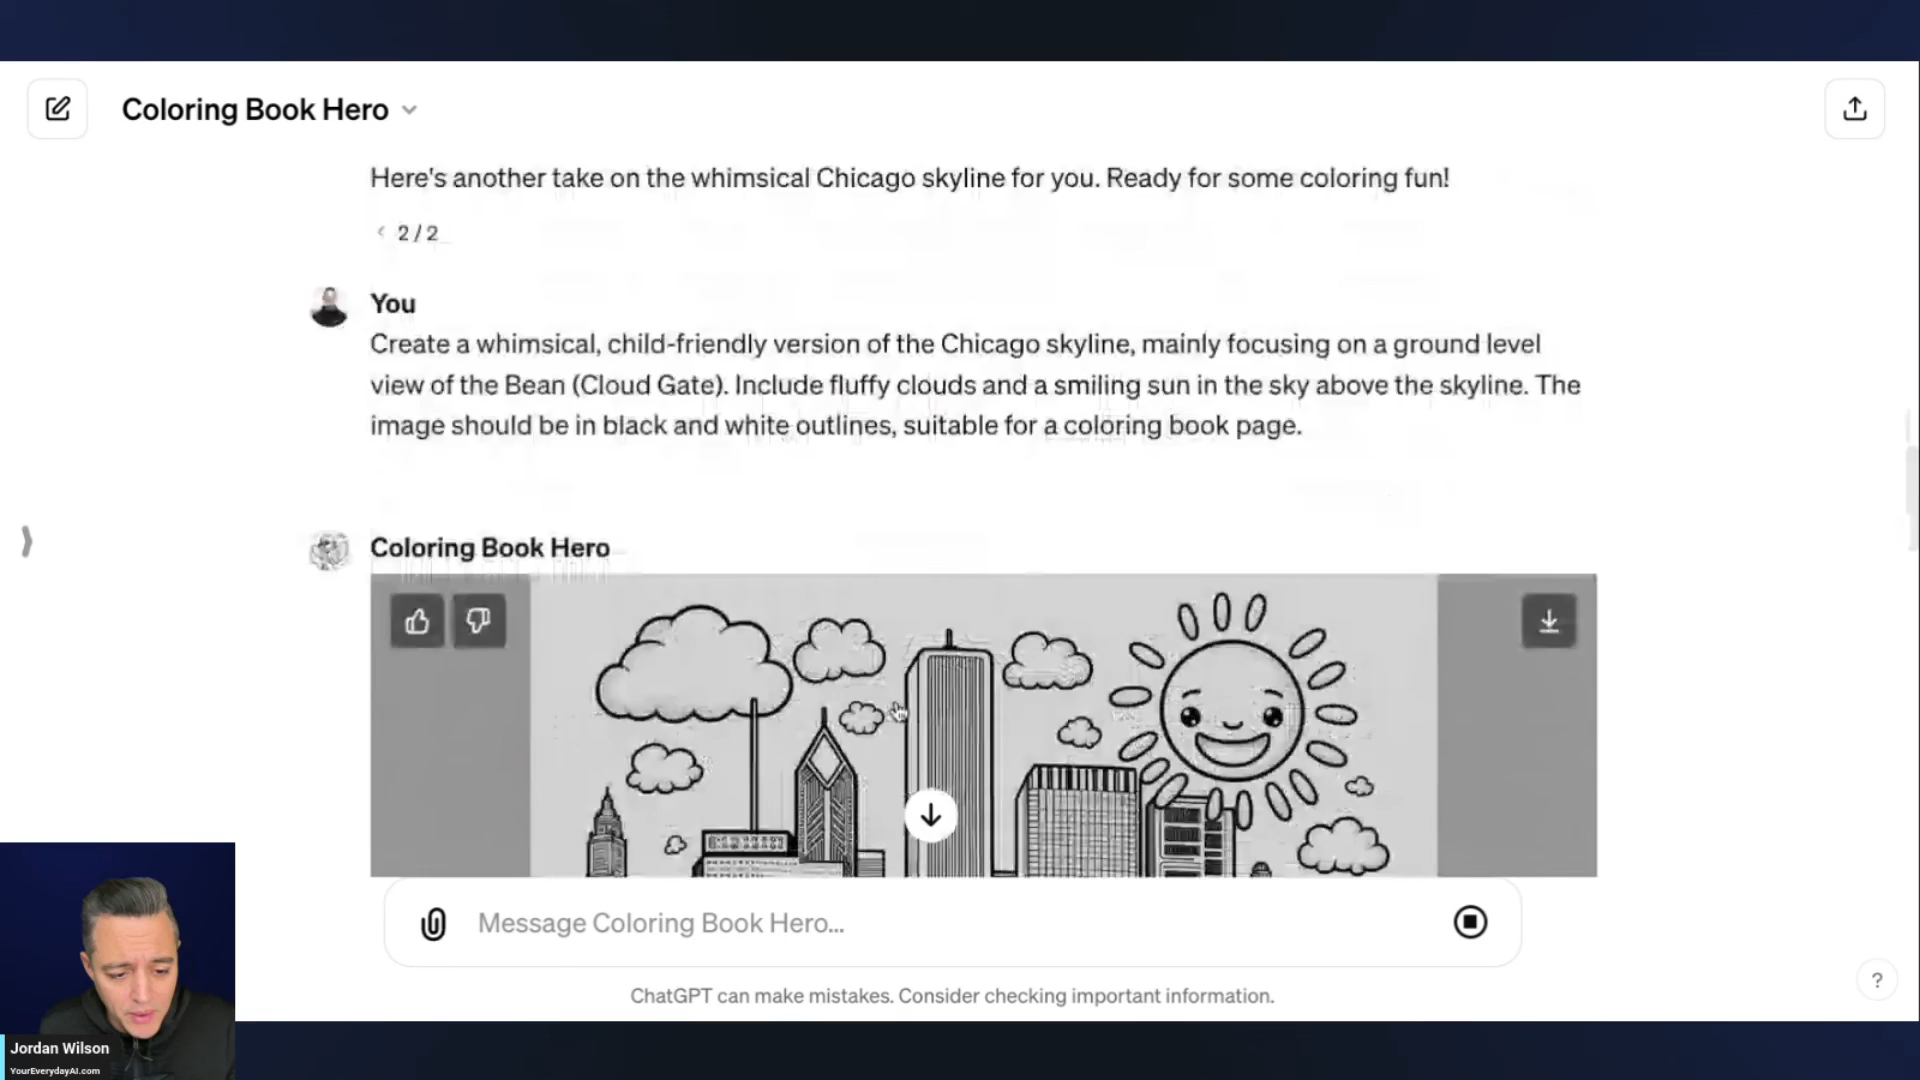 Coloring Book Hero
Here's another take on the whimsical Chicago skyline for you. Ready for some coloring fun!
2 / 2
You
Create a whimsical, child-friendly version of the Chicago skyline, mainly focusing on a ground level
view of the Bean (Cloud Gate). Include fluffy clouds and a smiling sun in the sky above the skyline. The
image should be in black and white outlines, suitable for a coloring book page.
Coloring Book Hero
Message Coloring Book Hero...
ChatGPT can make mistakes. Consider checking important information.
?
Jordan Wilson
YourEverydayAI.com